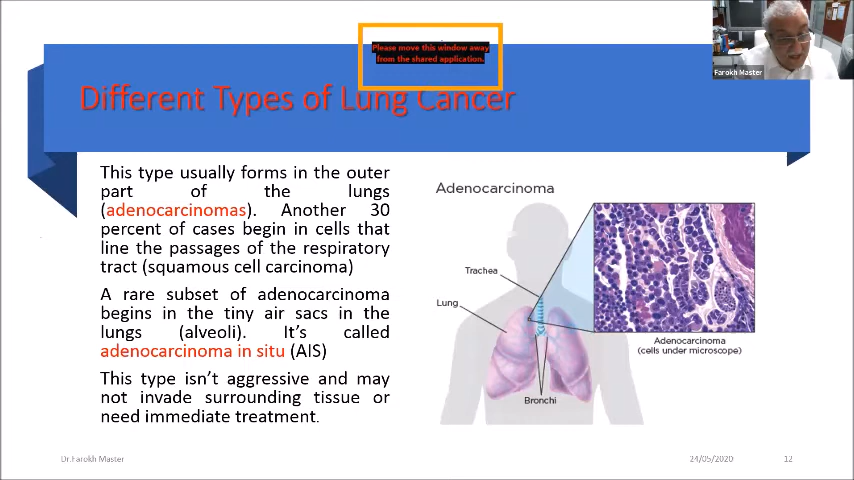 Please move this window away
from the shared application.
Farokh Master
Different Types of Lung Cancer
This type usually forms in the outer
part of the lungs
(adenocarcinomas). Another 30
percent of cases begin in cells that
line the passages of the respiratory
tract (squamous cell carcinoma)
A rare subset of adenocarcinoma
begins in the tiny air sacs in the
lungs (alveoli). It’s called
adenocarcinoma in situ (AIS)
This type isn’t aggressive and may
not invade surrounding tissue or
need immediate treatment.
Adenocarcinoma
Trachea
Lung
Bronchi
Adenocarcinoma
(cells under microscope)
Dr.Farokh Master
24/05/2020
12